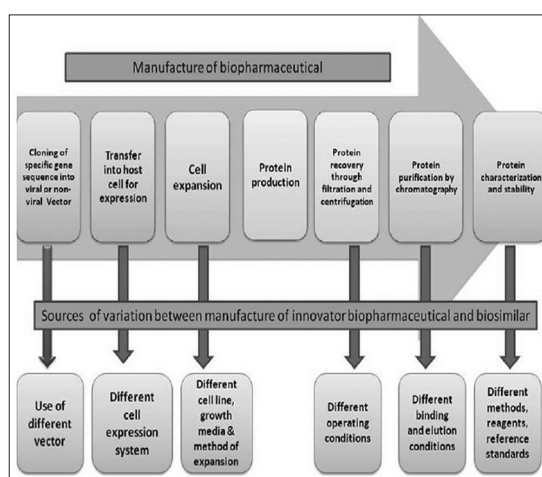 Manufacture of biopharmaceutical
Cloning of
specific gene
sequence into
viral or non-
viral Vector
Transfer
into host
cell for
expression
Cell
expansion
Protein
production
Protein
recovery
through
filtration and
centrifugation
Protein
purification by
chromatography
Protein
characterization
and stability
Sources of variation between manufacture of innovator biopharmaceutical and biosimilar
Use of
different
vector
Different
cell
expression
system
Different
cell line,
growth
media &
method of
expansion
Different
operating
conditions
Different
binding
and elution
conditions
Different
methods,
reagents,
reference
standards